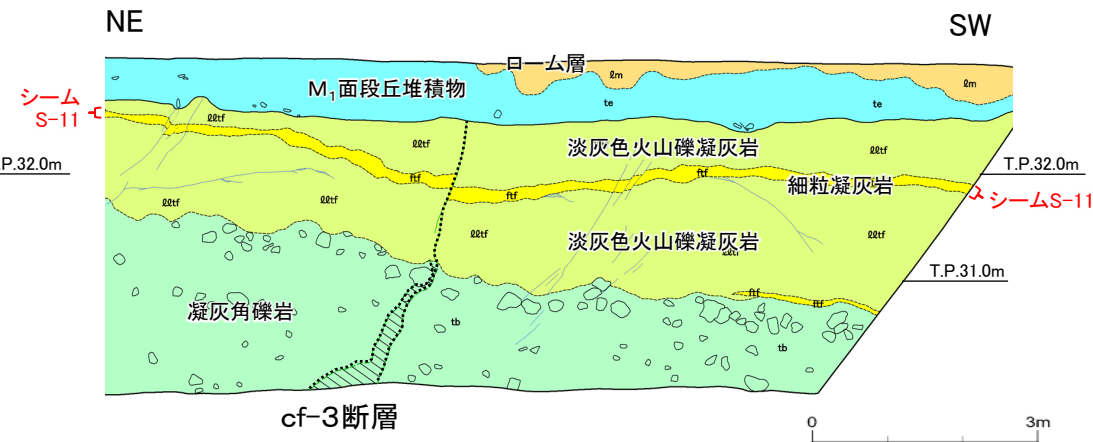 NE
SW
ローム層
ℓm
ℓm
M1面段丘堆積物
te
te
シーム
S-11
ℓℓtf
ℓℓtf
淡灰色火山礫凝灰岩
ℓℓtf
.P.32.0m
T.P.32.0m
ftf
ftf
ftf
細粒凝灰岩
シームS-11
ℓℓtf
ℓℓtf
ℓℓtf
淡灰色火山礫凝灰岩
ℓℓtf
T.P.31.0m
ftf
ftf
凝灰角礫岩
tb
tb
cf-3断層
0
3m